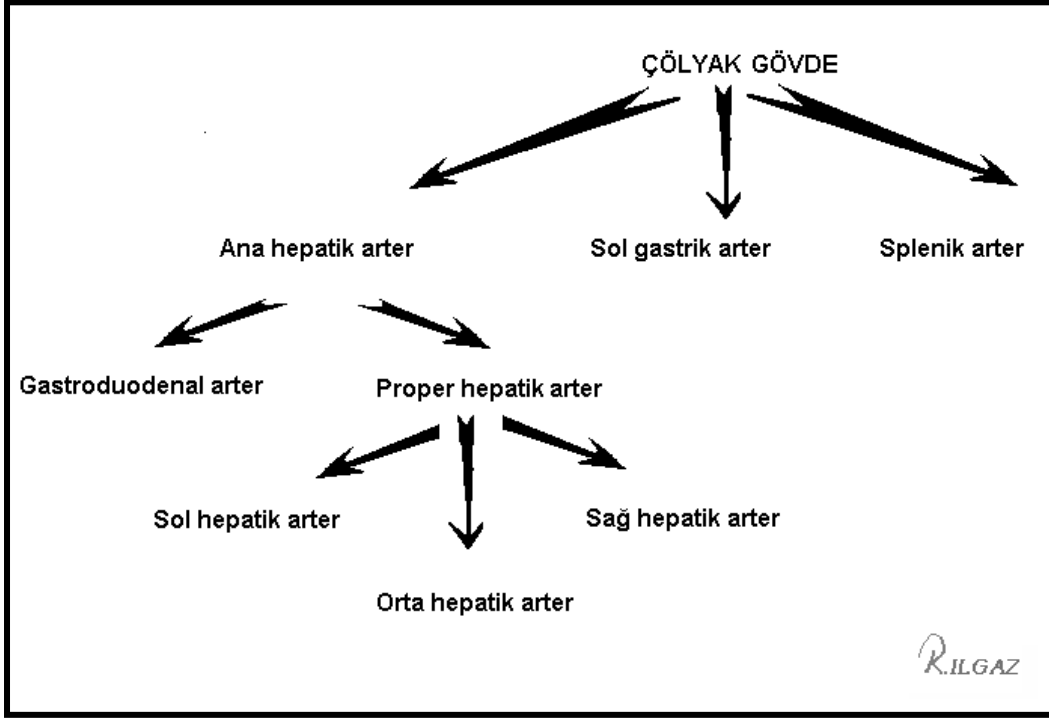 ÇÖLYAK GÖVDE
Ana hepatik arter
Sol gastrik arter
Splenik arter
Gastroduodenal arter
Proper hepatik arter
Sol hepatik arter
Sağ hepatik arter
Orta hepatik arter
R.ILGAZ